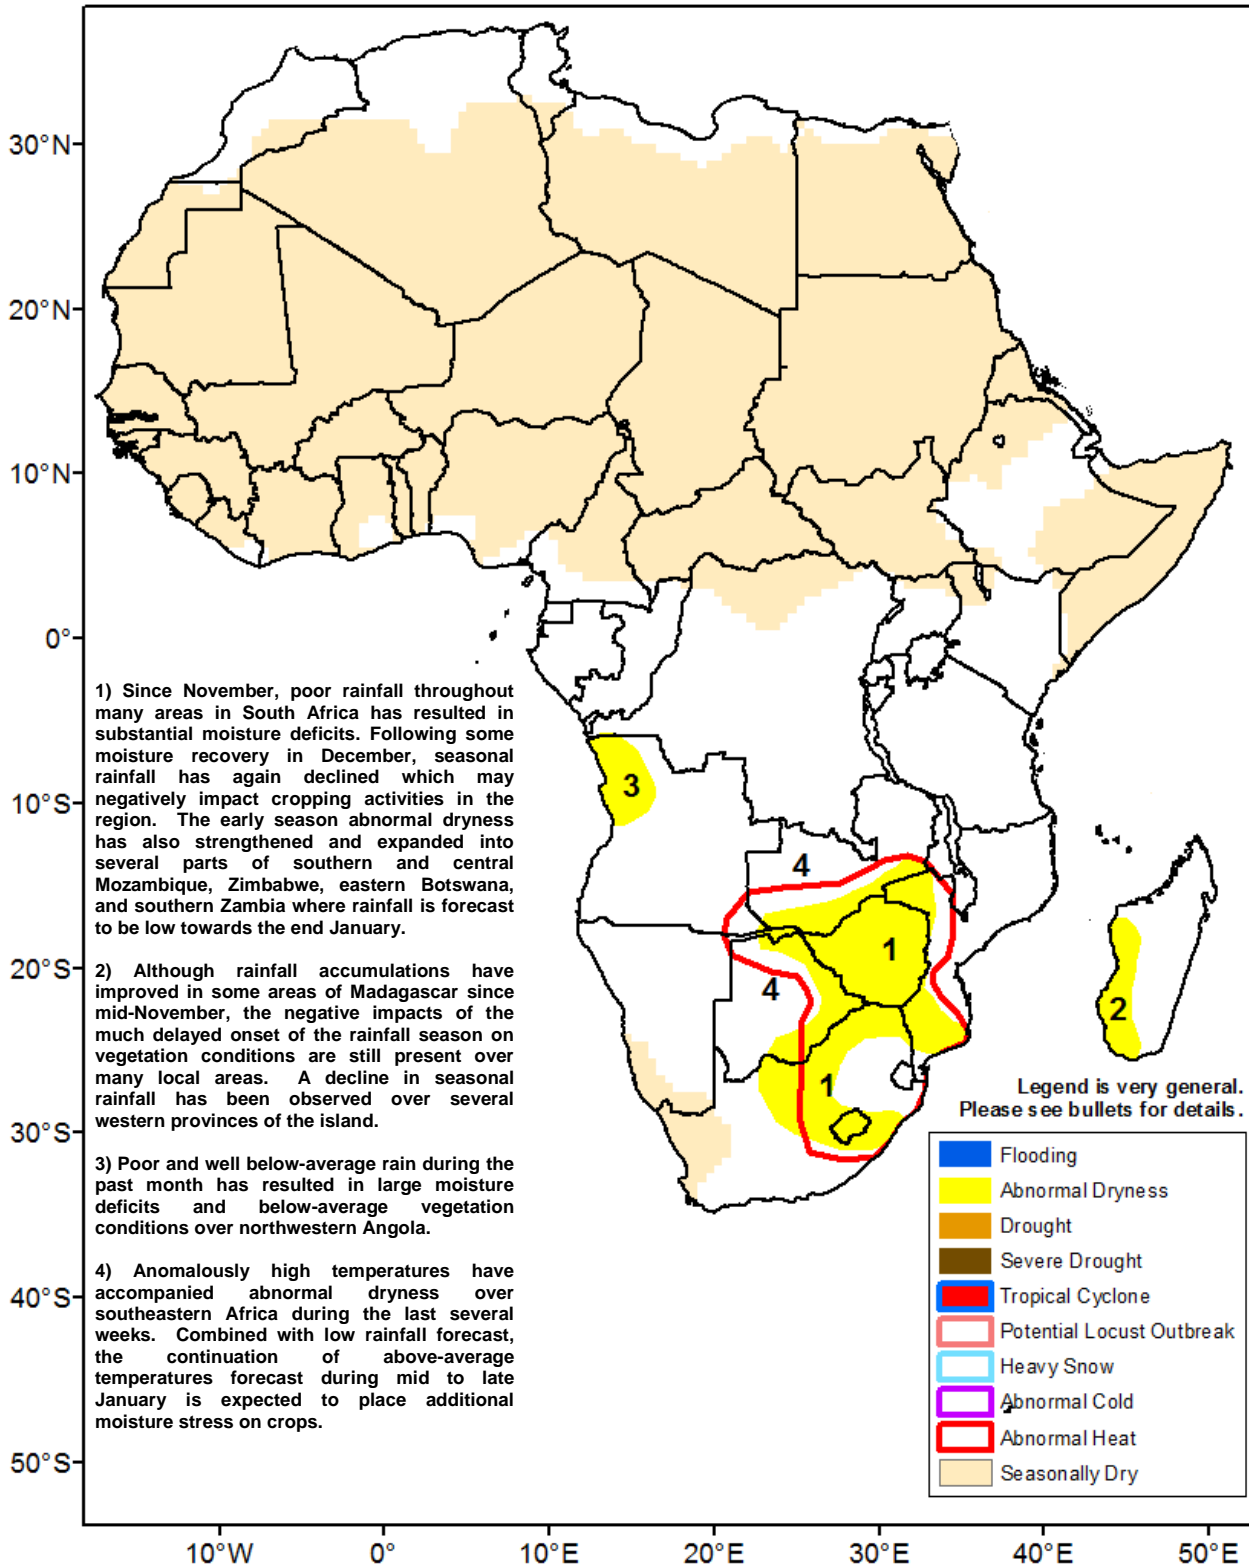 30°N
20°N
10°N
0°
10°S
20°S
30°S
40°S
50°S
1) Since November, poor rainfall throughout
many areas in South Africa has resulted in
substantial moisture deficits. Following some
moisture recovery in December, seasonal
rainfall has again declined which may
negatively impact cropping activities in the
region. The early season abnormal dryness
has also strengthened and expanded into
several parts of southern and central
Mozambique, Zimbabwe, eastern Botswana,
and southern Zambia where rainfall is forecast
to be low towards the end January.
2) Although rainfall accumulations have
improved in some areas of Madagascar since
mid-November, the negative impacts of the
much delayed onset of the rainfall season on
vegetation conditions are still present over
many local areas. A decline in seasonal
rainfall has been observed over several
western provinces of the island.
3) Poor and well below-average rain during the
past month has resulted in large moisture
deficits and below-average vegetation
conditions over northwestern Angola.
4) Anomalously high temperatures have
accompanied abnormal dryness over
southeastern Africa during the last several
weeks. Combined with low rainfall forecast,
the continuation of above-average
temperatures forecast during mid to late
January is expected to place additional
moisture stress on crops.
3
4
1
4
2
1
Legend is very general.
Please see bullets for details.
Flooding
Abnormal Dryness
Drought
Severe Drought
Tropical Cyclone
Potential Locust Outbreak
Heavy Snow
Abnormal Cold
Abnormal Heat
Seasonally Dry
10°W 0° 10°E 20°E 30°E 40°E 50°E